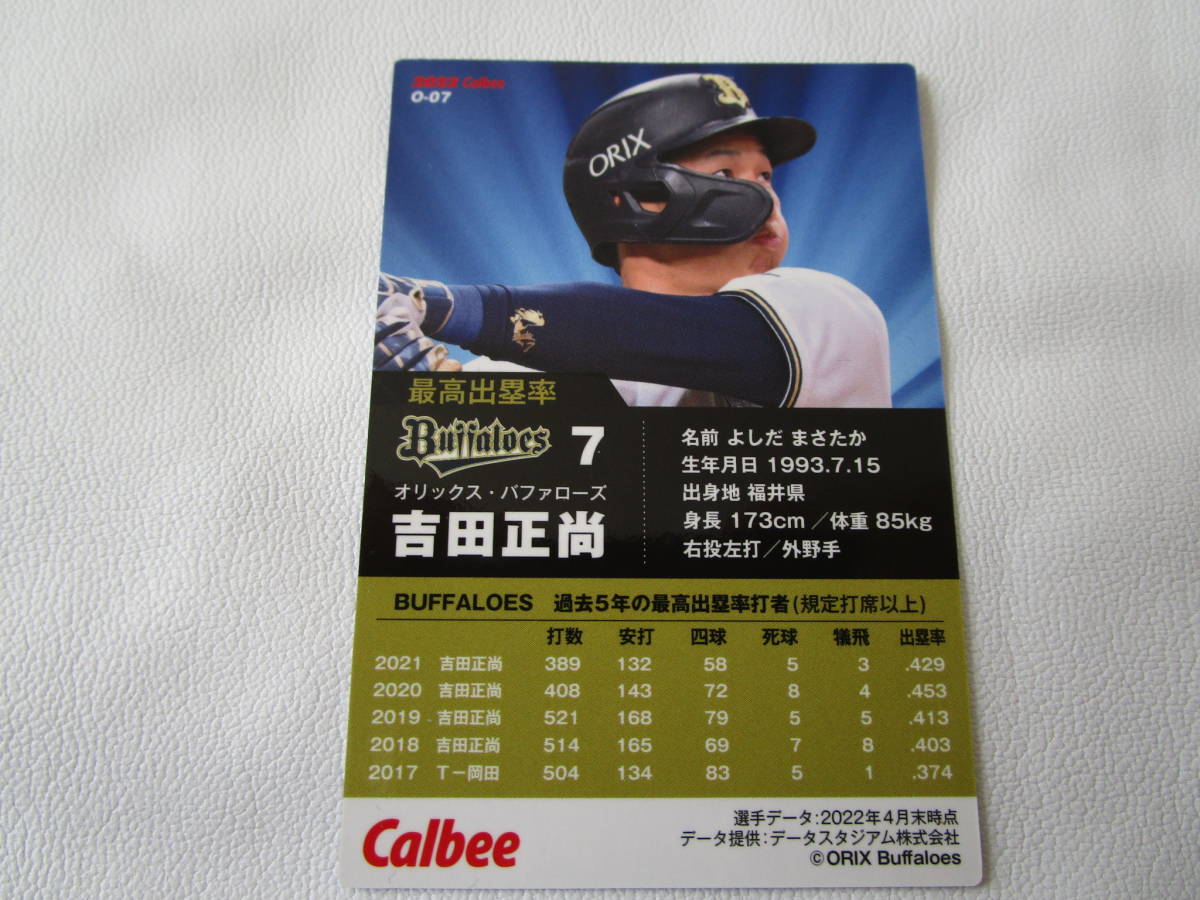 2022 Calbee
O-07
ORIX
B
最高出塁率
Buffaloes 7
オリックス・バファローズ
吉田正尚
名前 よしだ まさたか
生年月日 1993.7.15
出身地 福井県
身長 173cm／体重 85kg
右投左打／外野手
BUFFALOES 過去5年の最高出塁率打者(規定打席以上)
打数 安打 四球 死球 犠飛 出塁率
2021 吉田正尚 389 132 58 5 3 .429
2020 吉田正尚 408 143 72 8 4 .453
2019 吉田正尚 521 168 79 5 5 .413
2018 吉田正尚 514 165 69 7 8 .403
2017 T－岡田 504 134 83 5 1 .374
Calbee
選手データ:2022年4月末時点
データ提供:データスタジアム株式会社
©ORIX Buffaloes